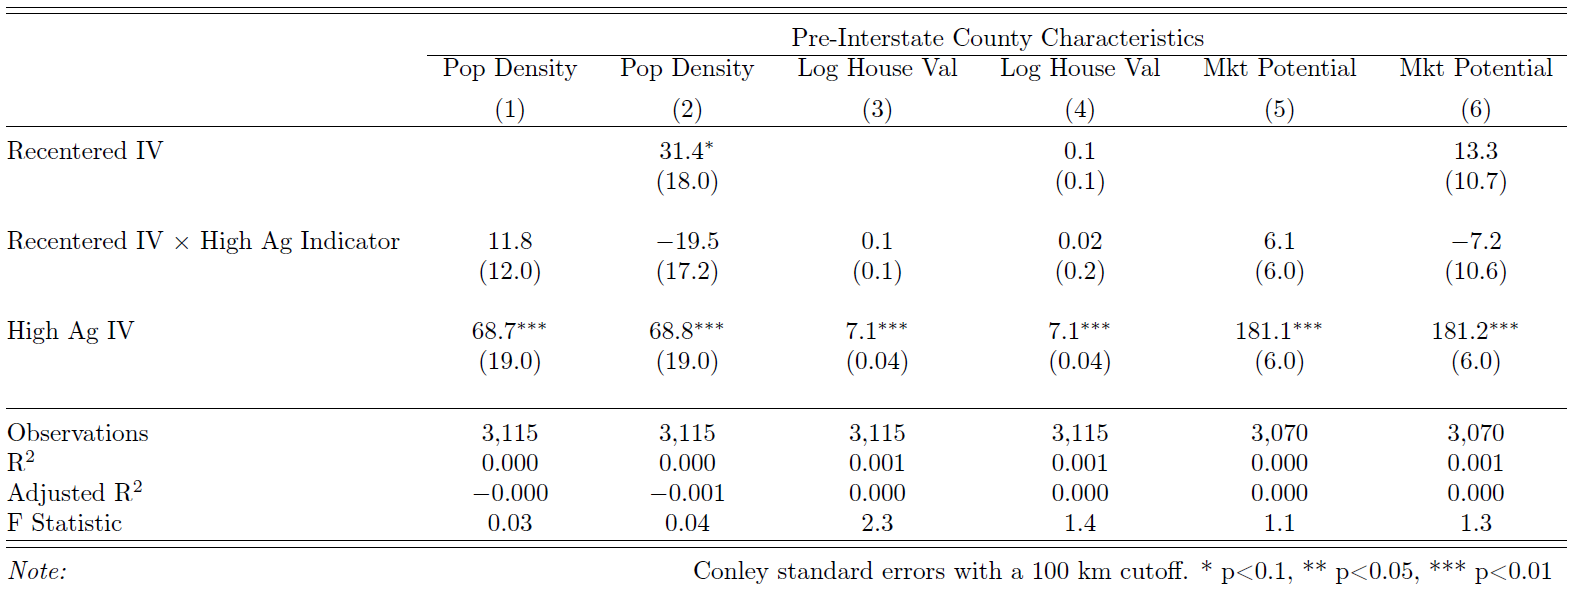 Pre-Interstate County Characteristics
Pop Density Pop Density Log House Val Log House Val Mkt Potential Mkt Potential
(1) (2) (3) (4) (5) (6)
Recentered IV 31.4* 0.1 13.3
(18.0) (0.1) (10.7)
Recentered IV × High Ag Indicator 11.8 −19.5 0.1 0.02 6.1 −7.2
(12.0) (17.2) (0.1) (0.2) (6.0) (10.6)
High Ag IV 68.7*** 68.8*** 7.1*** 7.1*** 181.1*** 181.2***
(19.0) (19.0) (0.04) (0.04) (6.0) (6.0)
Observations 3,115 3,115 3,115 3,115 3,070 3,070
R² 0.000 0.000 0.001 0.001 0.000 0.001
Adjusted R² −0.000 −0.001 0.000 0.000 0.000 0.000
F Statistic 0.03 0.04 2.3 1.4 1.1 1.3
Note: Conley standard errors with a 100 km cutoff. * p<0.1, ** p<0.05, *** p<0.01